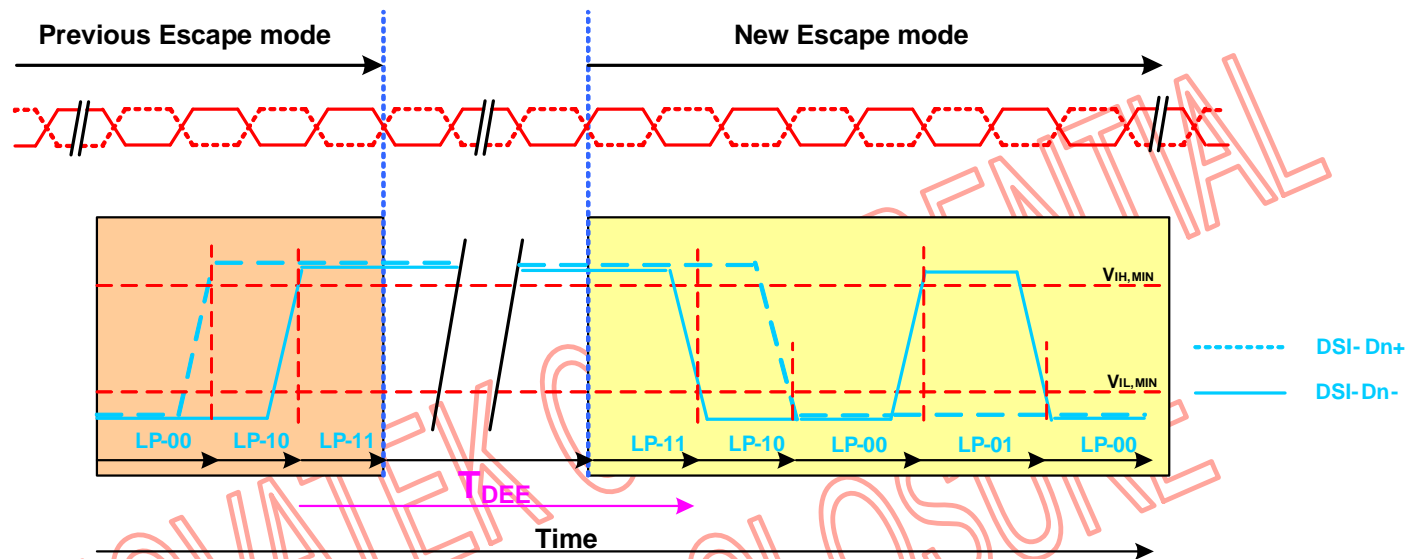 Previous Escape mode
New Escape mode
VIH,MIN
VIL,MIN
DSI-Dn+
DSI-Dn-
LP-00 LP-10 LP-11 LP-11 LP-10 LP-00 LP-01 LP-00
TDEE
Time